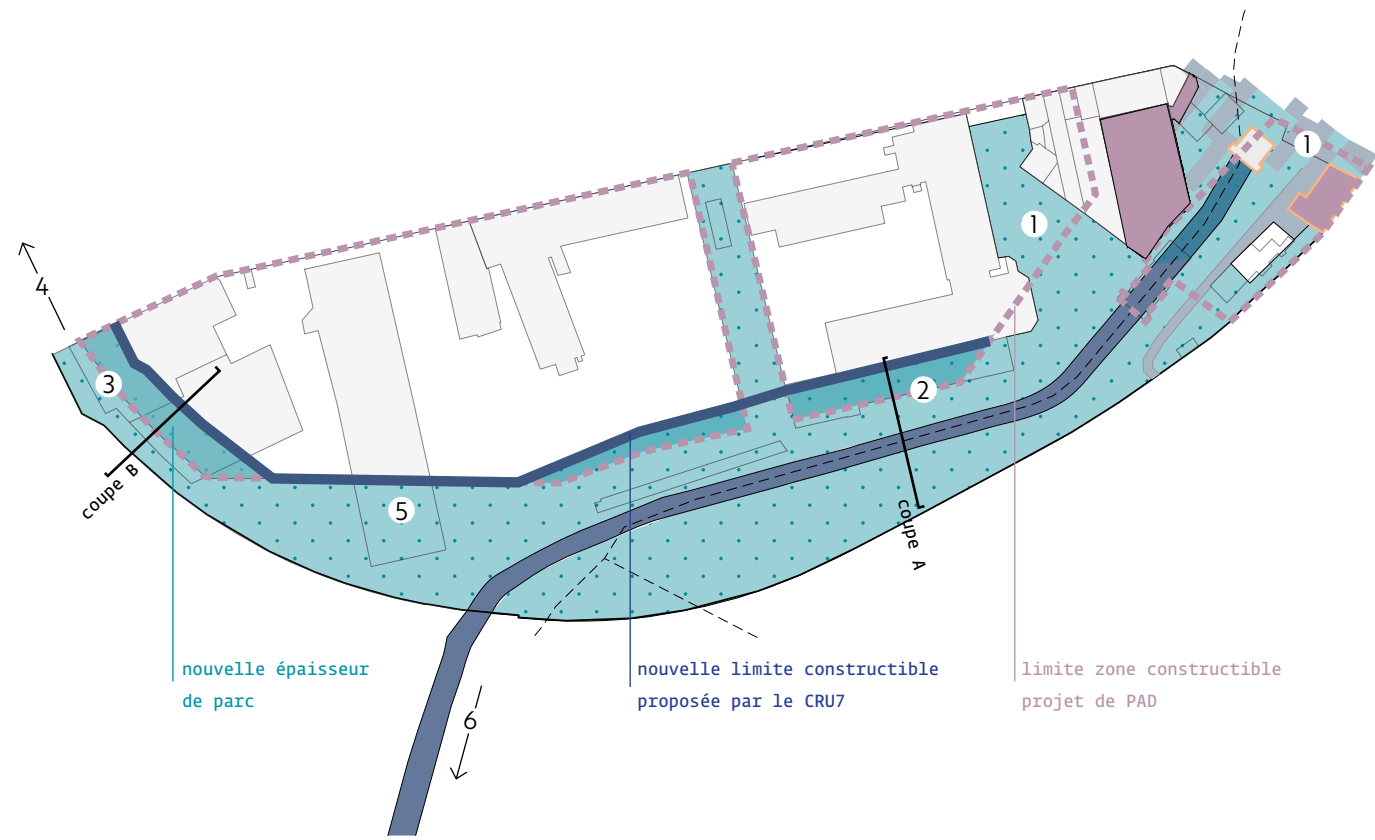 1
1
4
3
2
coupe B
5
coupe A
nouvelle épaisseur
de parc
nouvelle limite constructible
proposée par le CRU7
limite zone constructible
projet de PAD
6